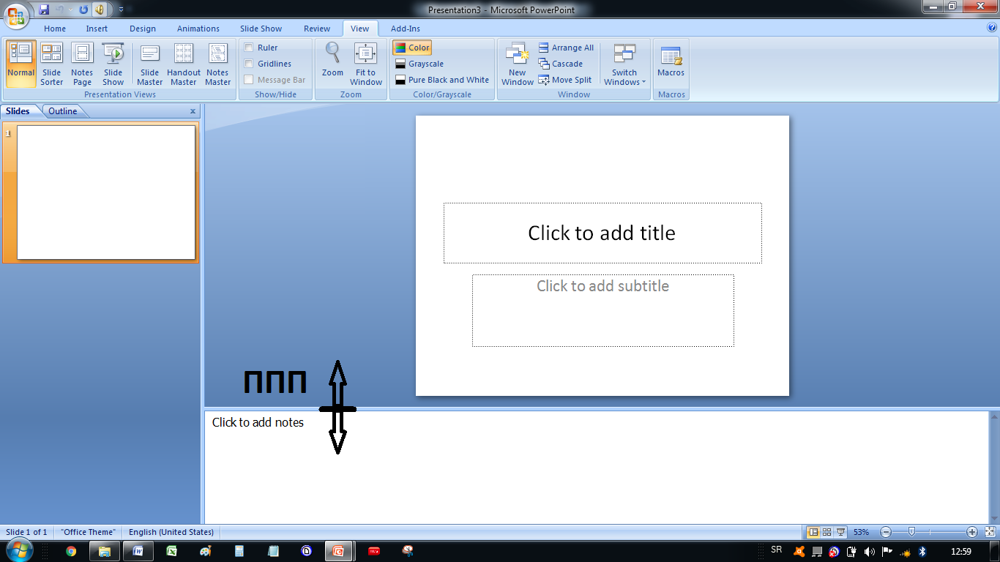 Presentation3 - Microsoft PowerPoint
Home Insert Design Animations Slide Show Review View Add-Ins
Normal Slide Sorter Notes Page Slide Show Slide Master Handout Master Notes Master
Presentation Views
Ruler
Gridlines
Message Bar
Show/Hide
Zoom Fit to Window
Zoom
Color
Grayscale
Pure Black and White
Color/Grayscale
New Window
Arrange All
Cascade
Move Split
Switch Windows
Window
Macros
Macros
Slides Outline x
1
Click to add title
Click to add subtitle
ППП
Click to add notes
Slide 1 of 1 "Office Theme" English (United States) 53%
SR 12:59